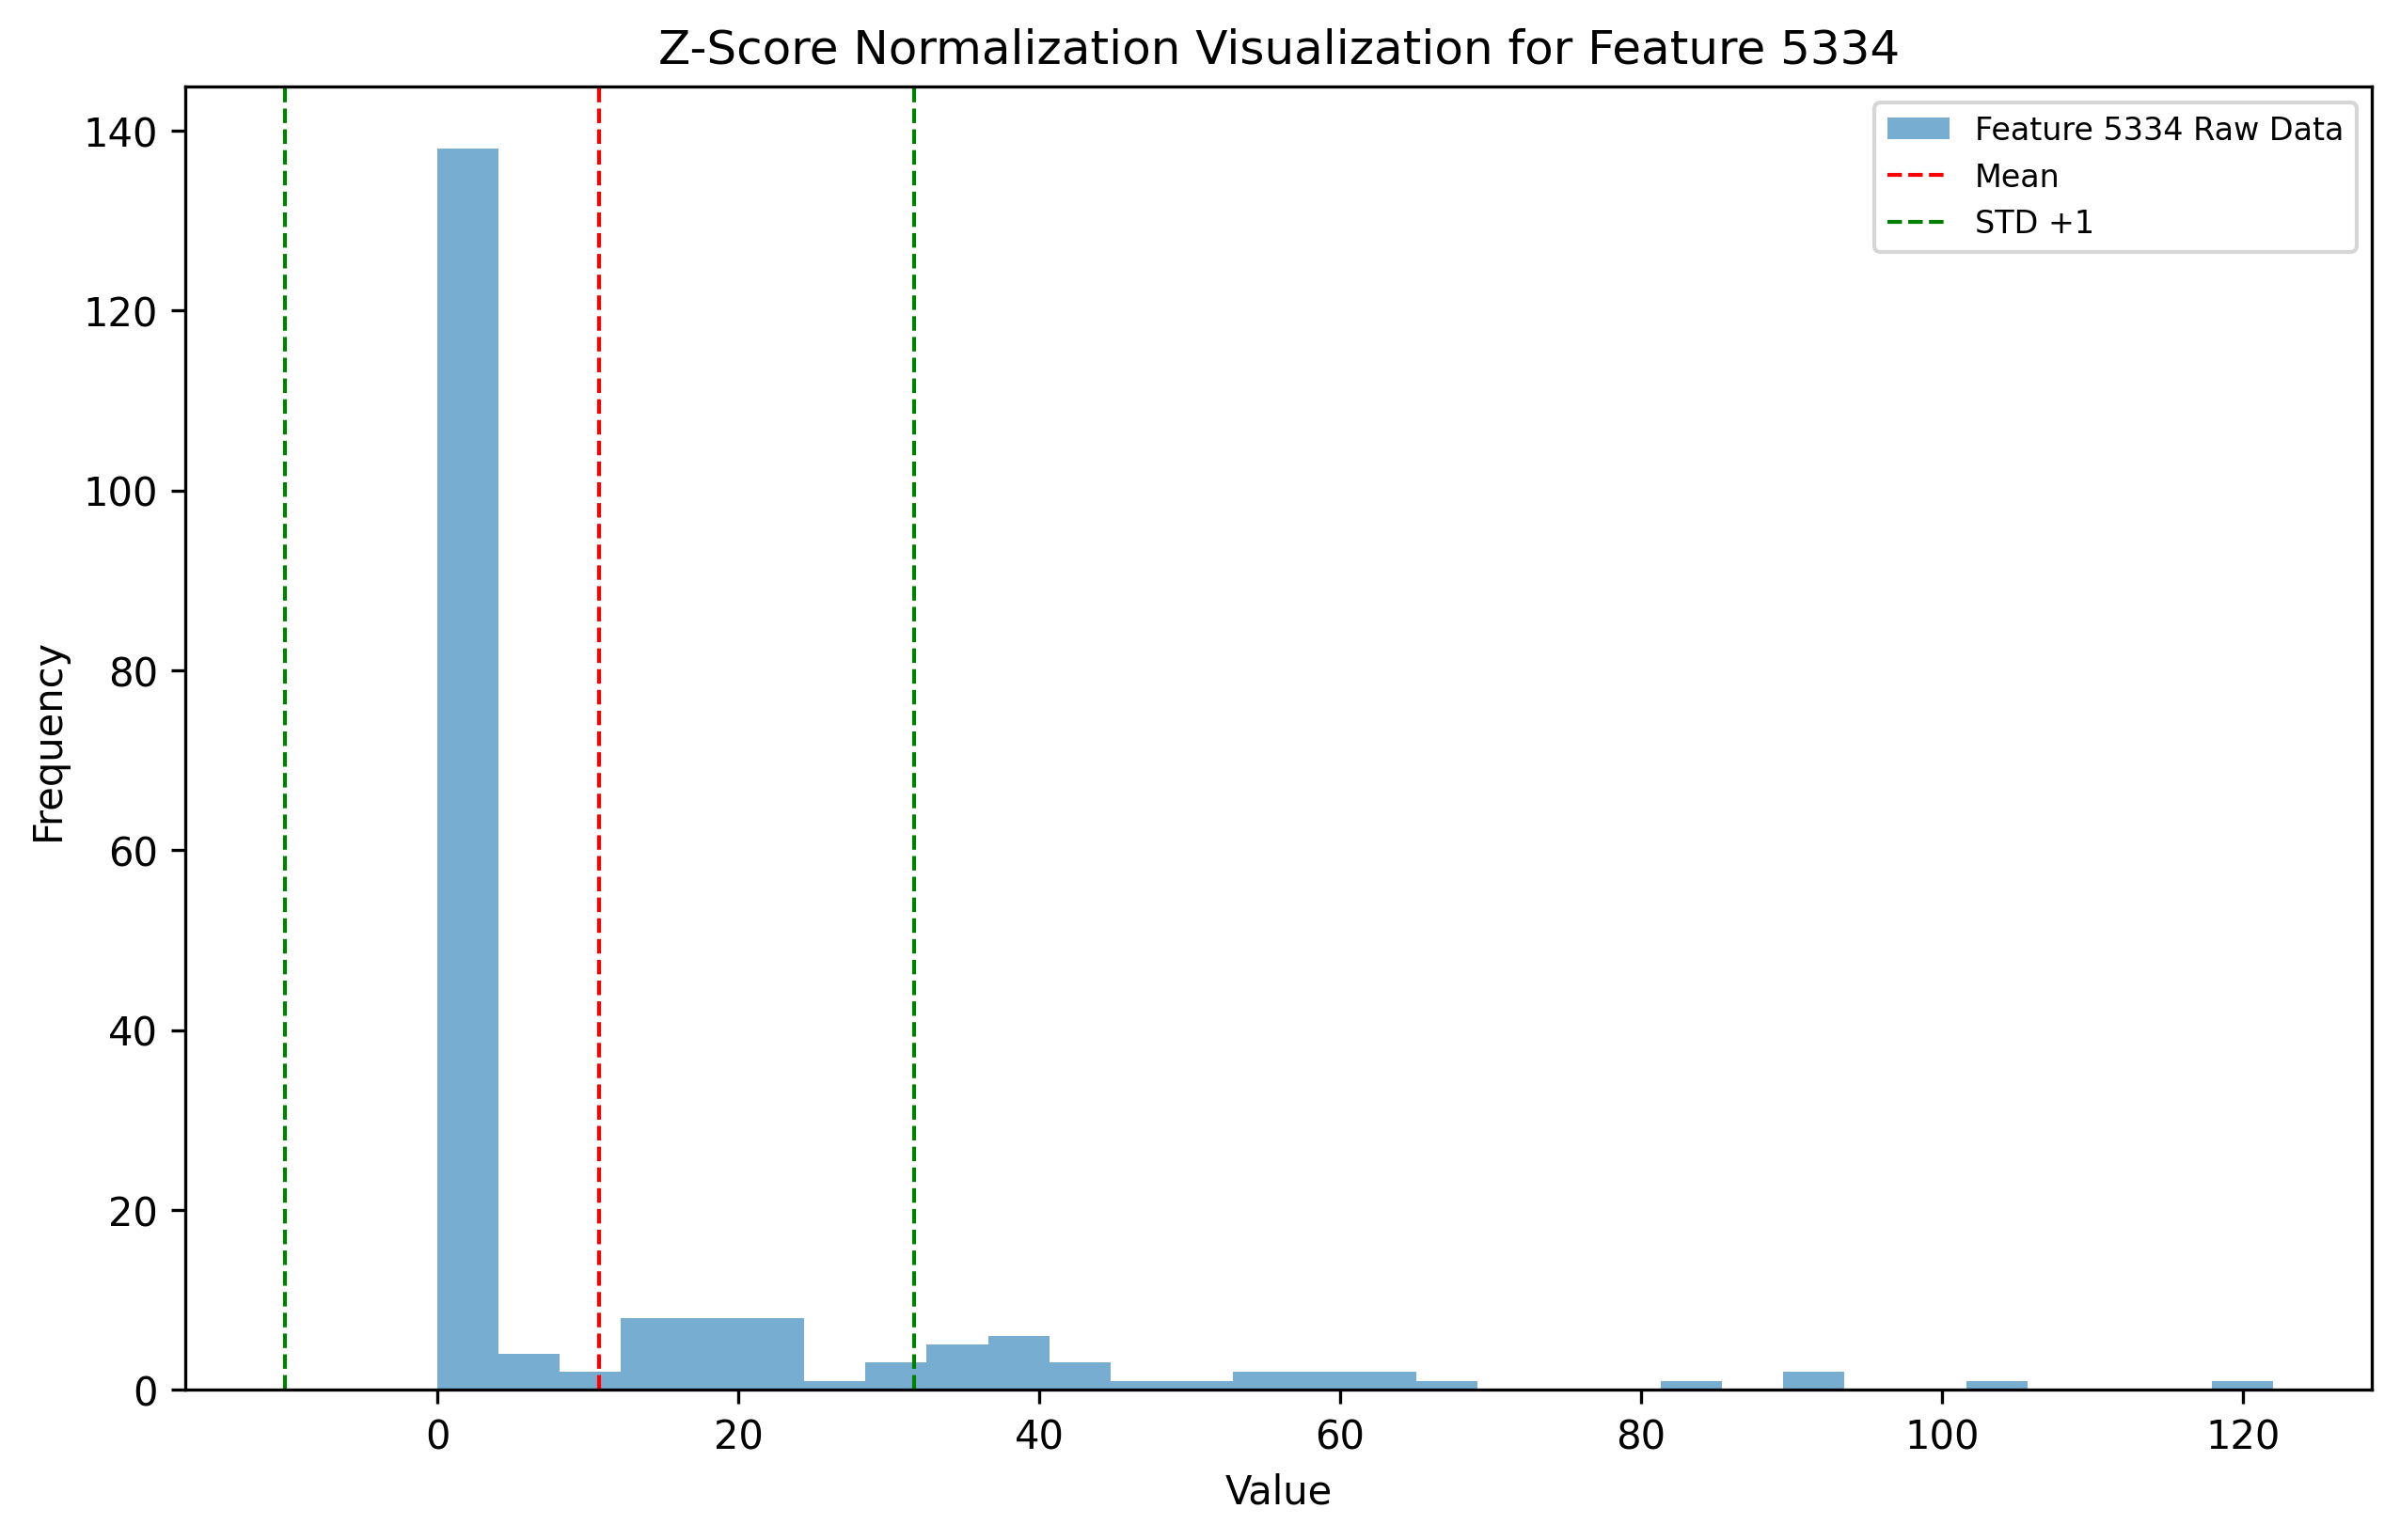 Z-Score Normalization Visualization for Feature 5334
Feature 5334 Raw Data
Mean
STD +1
140
120
100
80
60
40
20
0
Frequency
0 20 40 60 80 100 120
Value